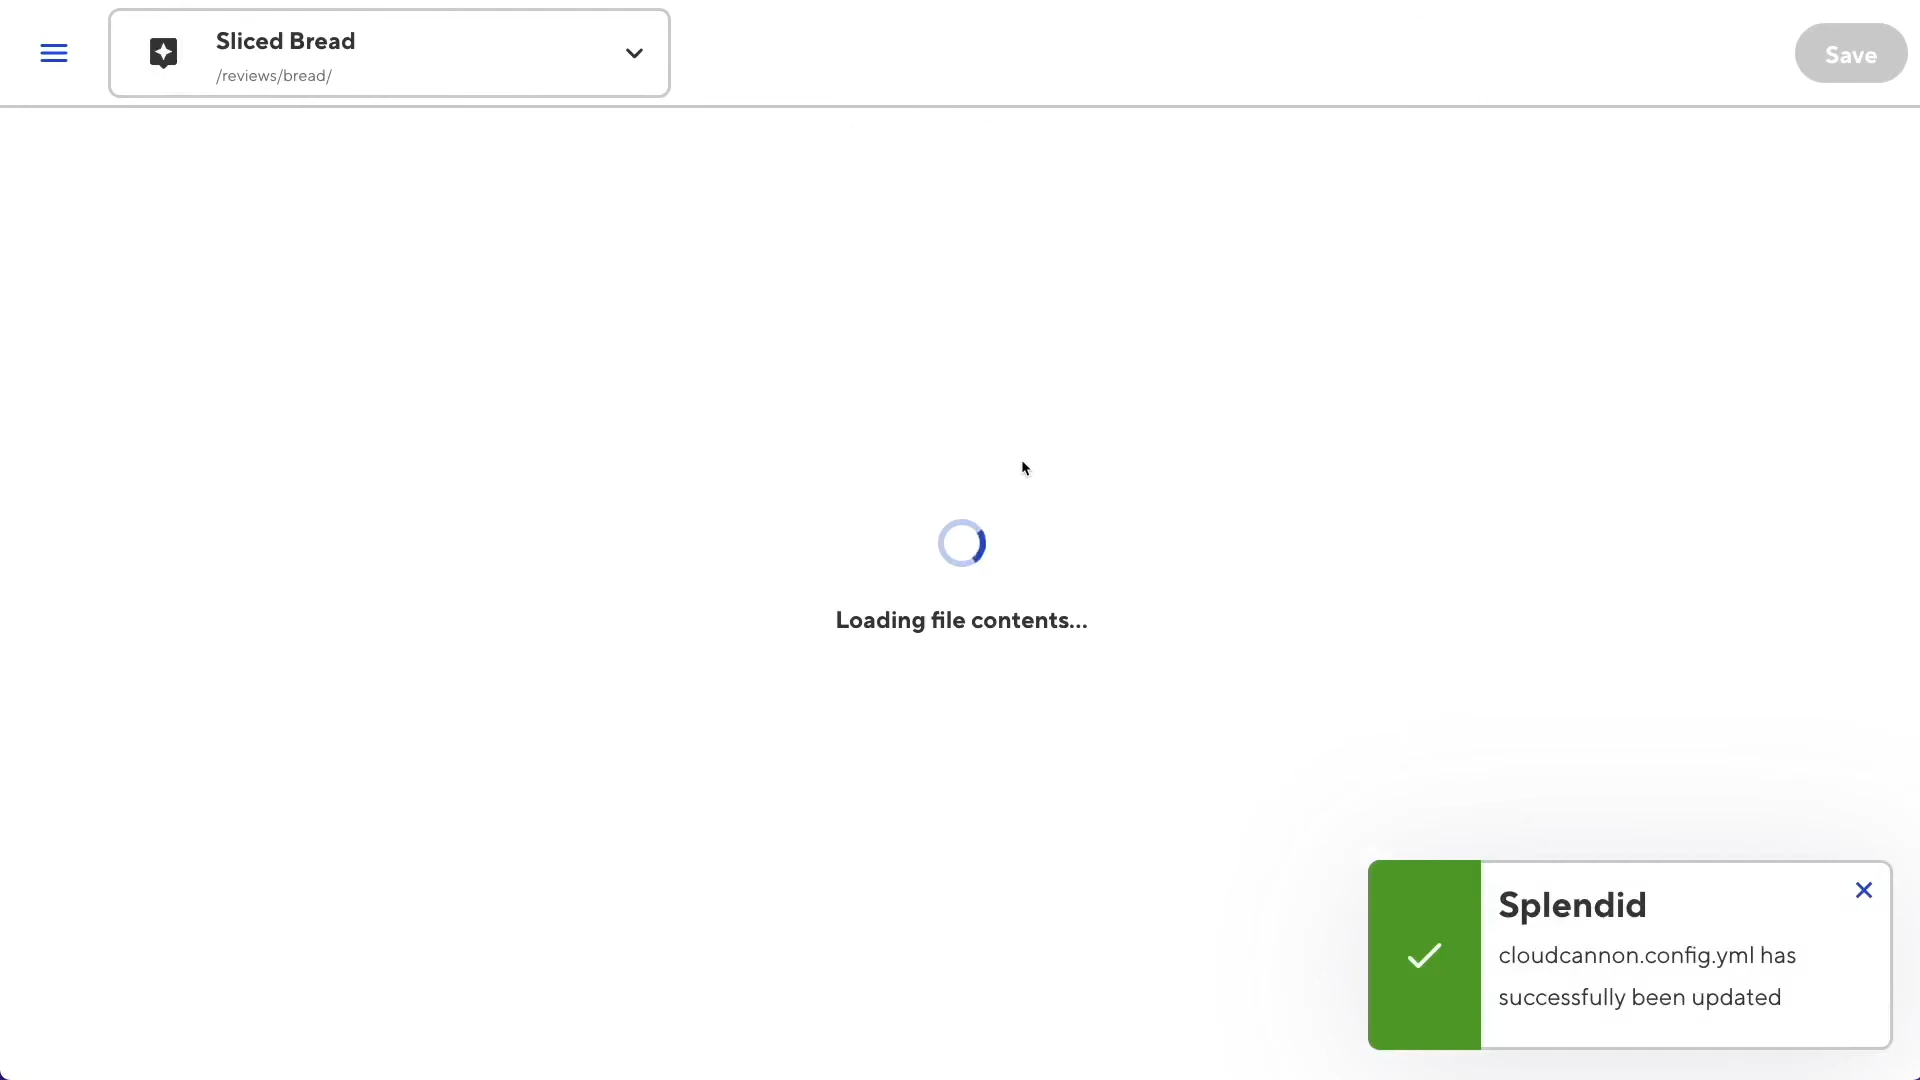 Sliced Bread
/reviews/bread/
Save
Loading file contents...
Splendid
cloudcannon.config.yml has
successfully been updated